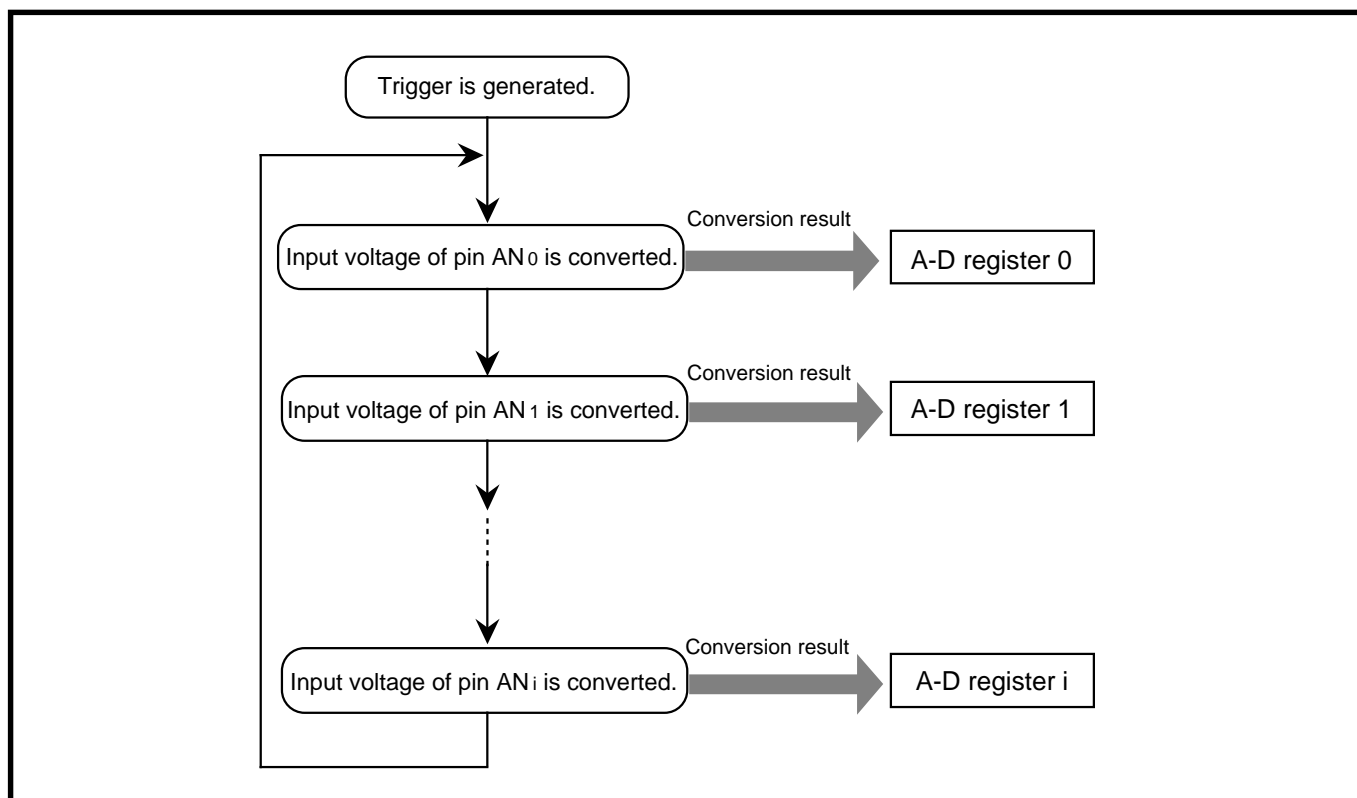 Trigger is generated.
Conversion result
Input voltage of pin AN0 is converted.
A-D register 0
Conversion result
Input voltage of pin AN1 is converted.
A-D register 1
Conversion result
Input voltage of pin ANi is converted.
A-D register i